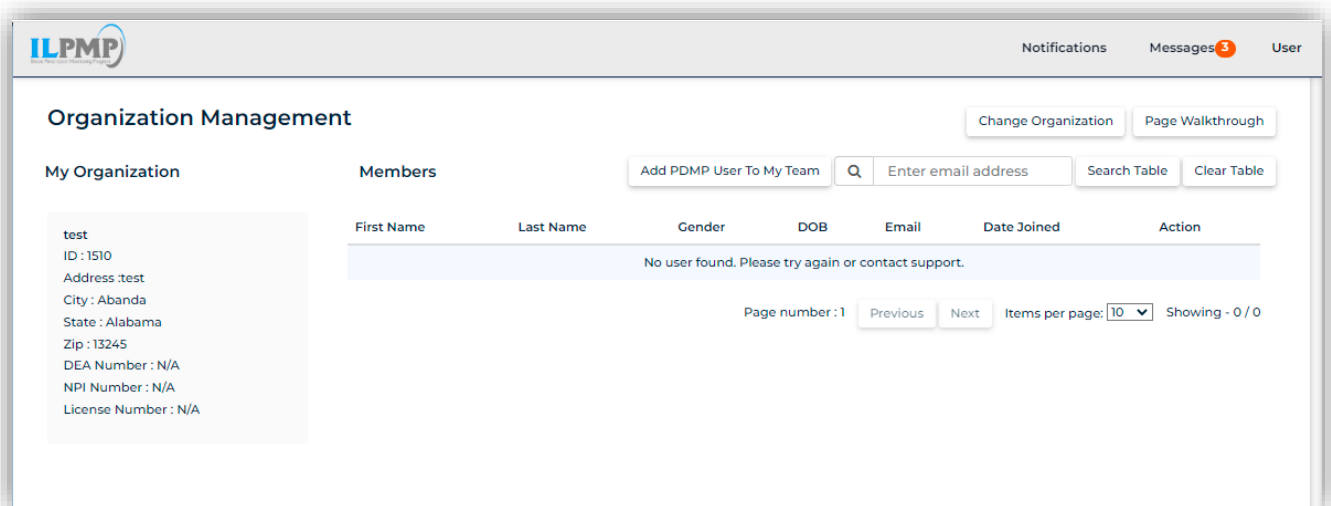 ILPMP
Notifications Messages 3 User
Organization Management
Change Organization Page Walkthrough
My Organization
Members
Add PDMP User To My Team Enter email address Search Table Clear Table
test
ID : 1510
Address :test
City : Abanda
State : Alabama
Zip : 13245
DEA Number : N/A
NPI Number : N/A
License Number : N/A
First Name Last Name Gender DOB Email Date Joined Action
No user found. Please try again or contact support.
Page number : 1 Previous Next Items per page: 10 Showing - 0 / 0